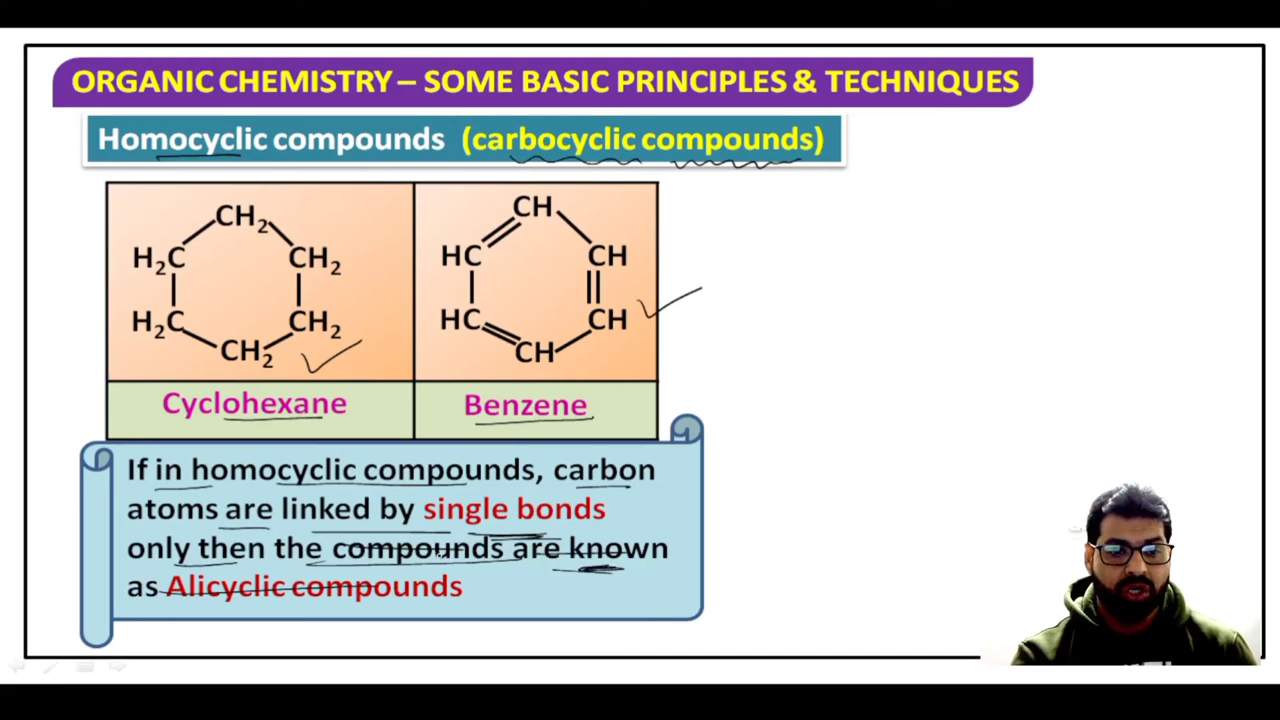 ORGANIC CHEMISTRY – SOME BASIC PRINCIPLES & TECHNIQUES
Homocyclic compounds (carbocyclic compounds)
CH₂
H₂C CH₂
H₂C CH₂
CH₂
Cyclohexane
CH
HC CH
HC CH
CH
Benzene
If in homocyclic compounds, carbon
atoms are linked by single bonds
only then the compounds are known
as Alicyclic compounds